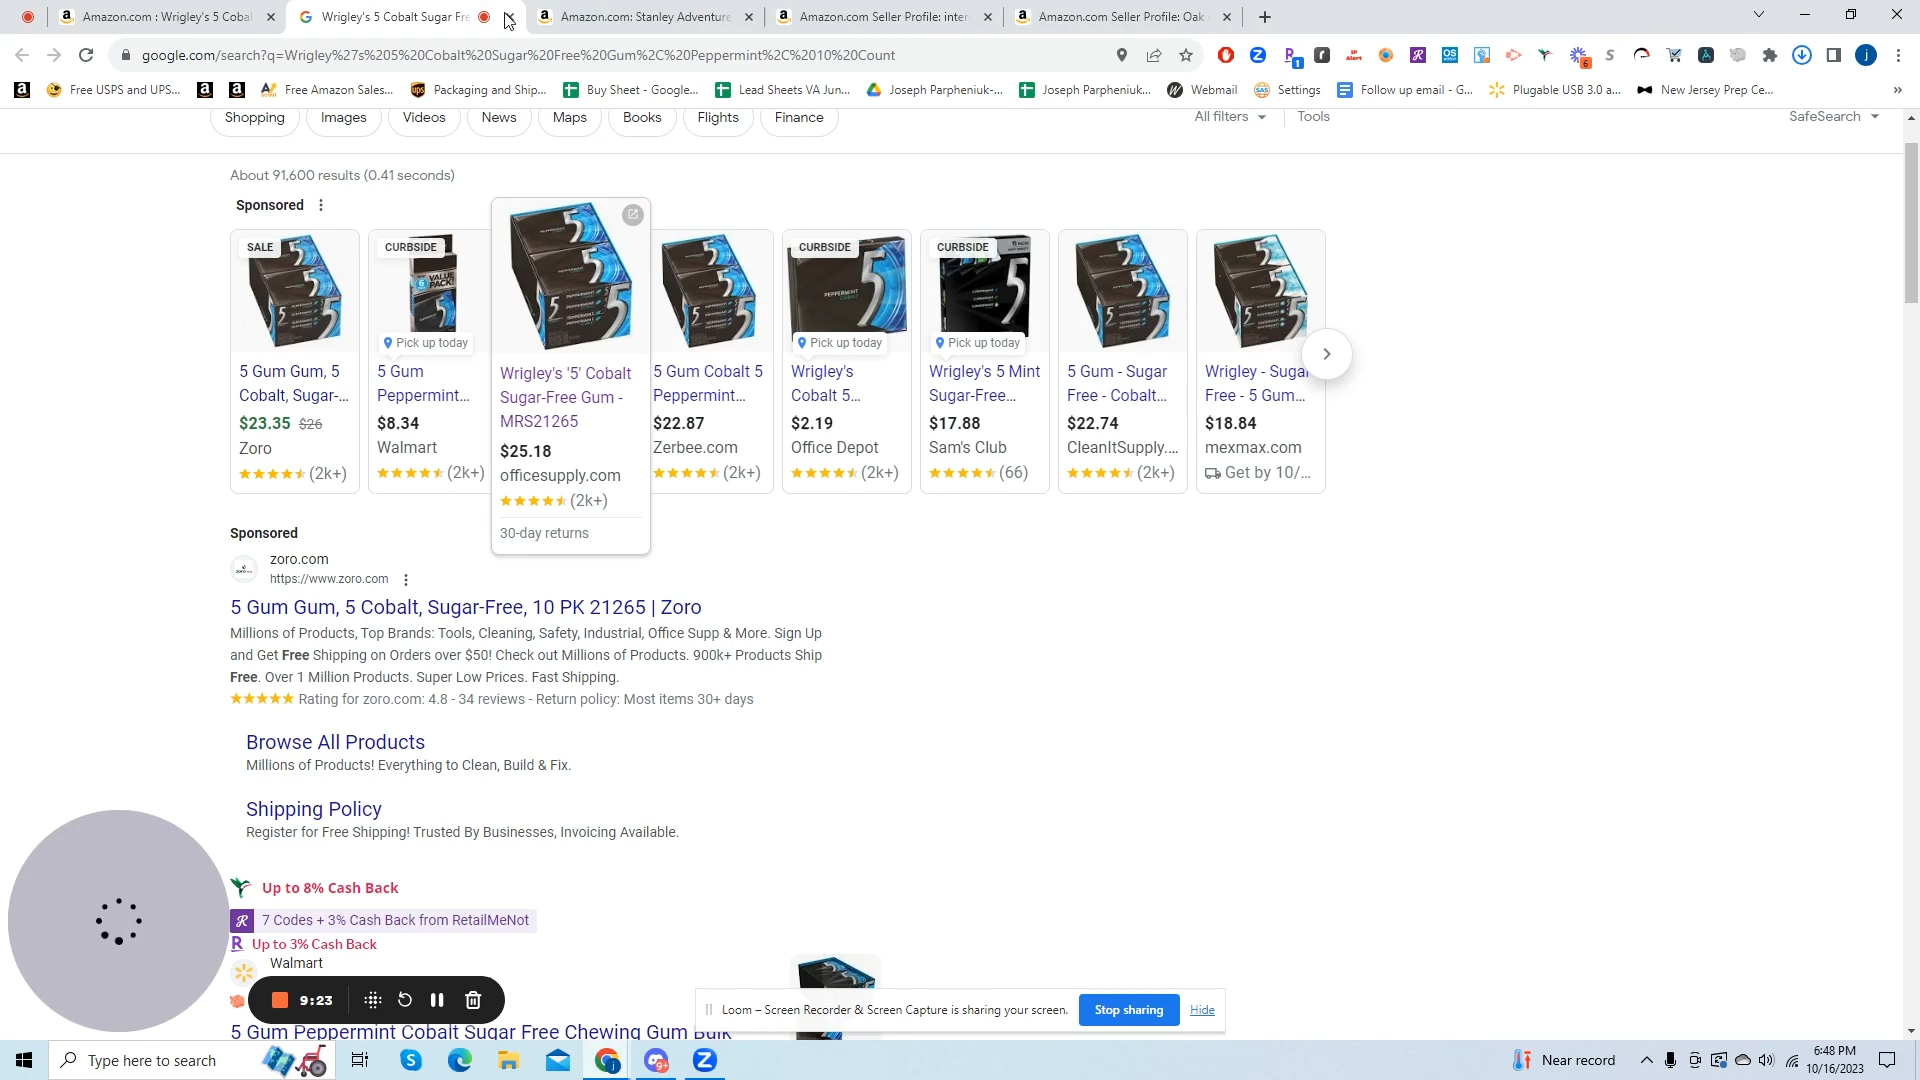 Amazon.com : Wrigley's 5 Cobal
Wrigley's 5 Cobalt Sugar Fre
Amazon.com: Stanley Adventure
Amazon.com Seller Profile: inter
Amazon.com Seller Profile: Oak
google.com/search?q=Wrigley%27s%205%20Cobalt%20Sugar%20Free%20Gum%2C%20Peppermint%2C%2010%20Count
Free USPS and UPS...
Free Amazon Sales...
Packaging and Ship...
Buy Sheet - Google...
Lead Sheets VA Jun...
Joseph Parpheniuk-...
Joseph Parpheniuk...
Webmail
Settings
Follow up email - G...
Plugable USB 3.0 a...
New Jersey Prep Ce...
Shopping
Images
Videos
News
Maps
Books
Flights
Finance
All filters
Tools
SafeSearch
About 91,600 results (0.41 seconds)
Sponsored
SALE
5 Gum Gum, 5
Cobalt, Sugar-...
$23.35 $26
Zoro
(2k+)
CURBSIDE
Pick up today
5 Gum
Peppermint...
$8.34
Walmart
(2k+)
Wrigley's '5' Cobalt
Sugar-Free Gum -
MRS21265
$25.18
officesupply.com
(2k+)
30-day returns
5 Gum Cobalt 5
Peppermint...
$22.87
Zerbee.com
(2k+)
CURBSIDE
Pick up today
Wrigley's
Cobalt 5...
$2.19
Office Depot
(2k+)
CURBSIDE
Pick up today
Wrigley's 5 Mint
Sugar-Free...
$17.88
Sam's Club
(66)
5 Gum - Sugar
Free - Cobalt...
$22.74
CleanItSupply....
(2k+)
Wrigley - Sugar
Free - 5 Gum...
$18.84
mexmax.com
Get by 10/...
Sponsored
zoro.com
https://www.zoro.com
5 Gum Gum, 5 Cobalt, Sugar-Free, 10 PK 21265 | Zoro
Millions of Products, Top Brands: Tools, Cleaning, Safety, Industrial, Office Supp & More. Sign Up
and Get Free Shipping on Orders over $50! Check out Millions of Products. 900k+ Products Ship
Free. Over 1 Million Products. Super Low Prices. Fast Shipping.
Rating for zoro.com: 4.8 - 34 reviews - Return policy: Most items 30+ days
Browse All Products
Millions of Products! Everything to Clean, Build & Fix.
Shipping Policy
Register for Free Shipping! Trusted By Businesses, Invoicing Available.
Up to 8% Cash Back
7 Codes + 3% Cash Back from RetailMeNot
Up to 3% Cash Back
Walmart
9:23
5 Gum Peppermint Cobalt Sugar Free Chewing Gum Bulk
Loom – Screen Recorder & Screen Capture is sharing your screen.
Stop sharing
Hide
Type here to search
Near record
6:48 PM
10/16/2023